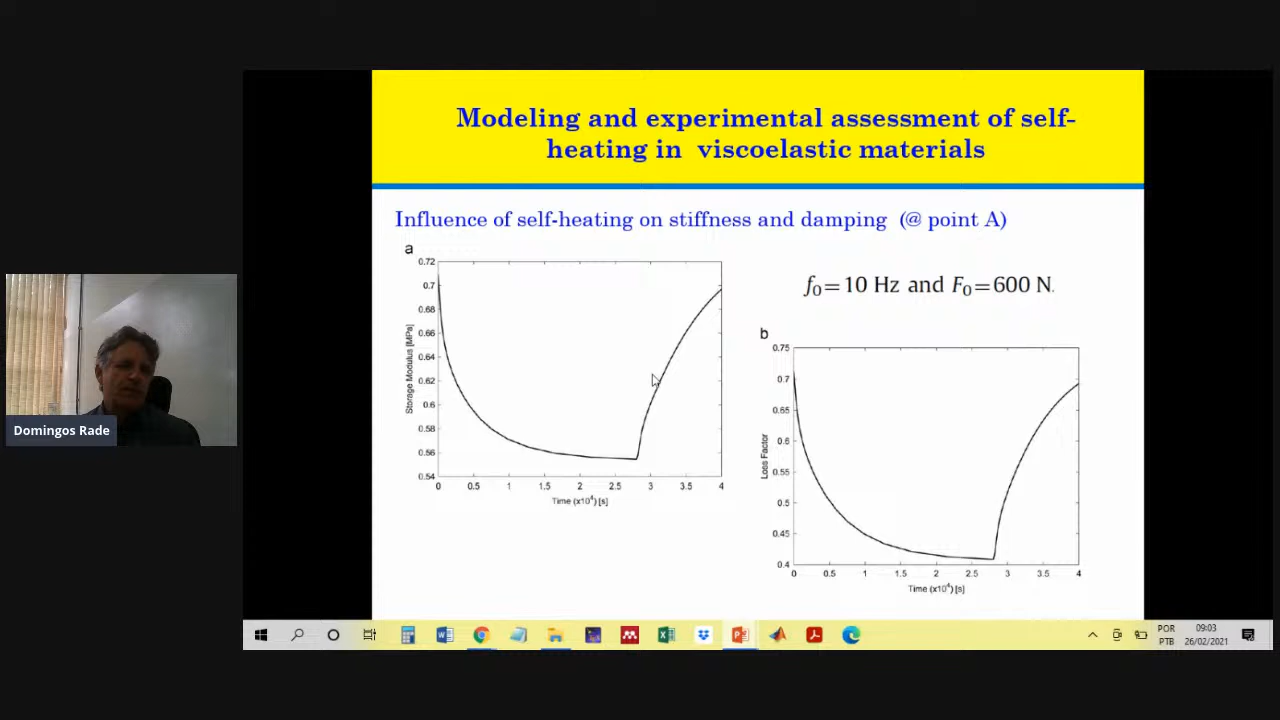 Modeling and experimental assessment of self-
heating in viscoelastic materials
Influence of self-heating on stiffness and damping (@ point A)
a
0.72
0.7
0.68
0.66
0.64
0.62
0.6
0.58
0.56
0.54
Storage Modulus [MPa]
0 0.5 1 1.5 2 2.5 3 3.5 4
Time (x10⁴) [s]
f₀=10 Hz and F₀=600 N.
b
0.75
0.7
0.65
0.6
0.55
0.5
0.45
0.4
Loss Factor
0 0.5 1 1.5 2 2.5 3 3.5 4
Time (x10⁴) [s]
Domingos Rade
POR
PTB
09:03
26/02/2021